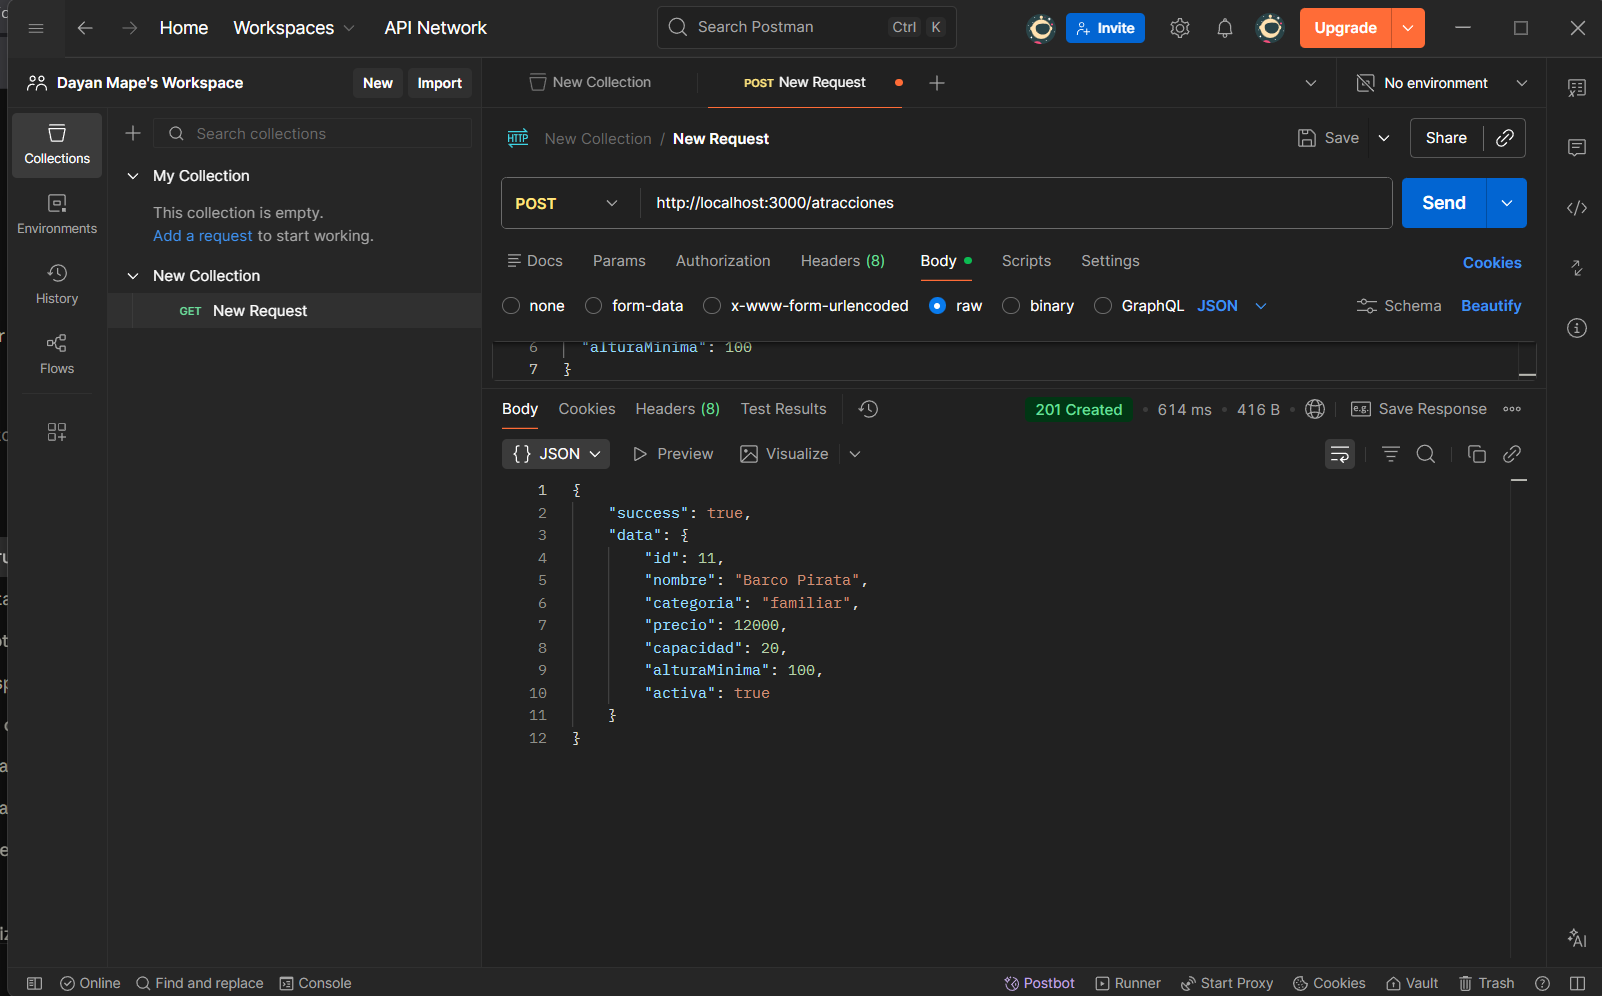 Home
Workspaces
API Network
Search Postman
Ctrl K
Invite
Upgrade
Dayan Mape's Workspace
New
Import
New Collection
POST New Request
No environment
Collections
Environments
History
Flows
Search collections
My Collection
This collection is empty.
Add a request to start working.
New Collection
GET New Request
HTTP New Collection / New Request
Save
Share
POST
http://localhost:3000/atracciones
Send
Docs
Params
Authorization
Headers (8)
Body
Scripts
Settings
Cookies
none
form-data
x-www-form-urlencoded
raw
binary
GraphQL
JSON
Schema
Beautify
6 "alturaMinima": 100
7 }
Body
Cookies
Headers (8)
Test Results
201 Created
614 ms
416 B
e.g. Save Response
{} JSON
Preview
Visualize
1 {
2 "success": true,
3 "data": {
4 "id": 11,
5 "nombre": "Barco Pirata",
6 "categoria": "familiar",
7 "precio": 12000,
8 "capacidad": 20,
9 "alturaMinima": 100,
10 "activa": true
11 }
12 }
AI
Online
Find and replace
Console
Postbot
Runner
Start Proxy
Cookies
Vault
Trash